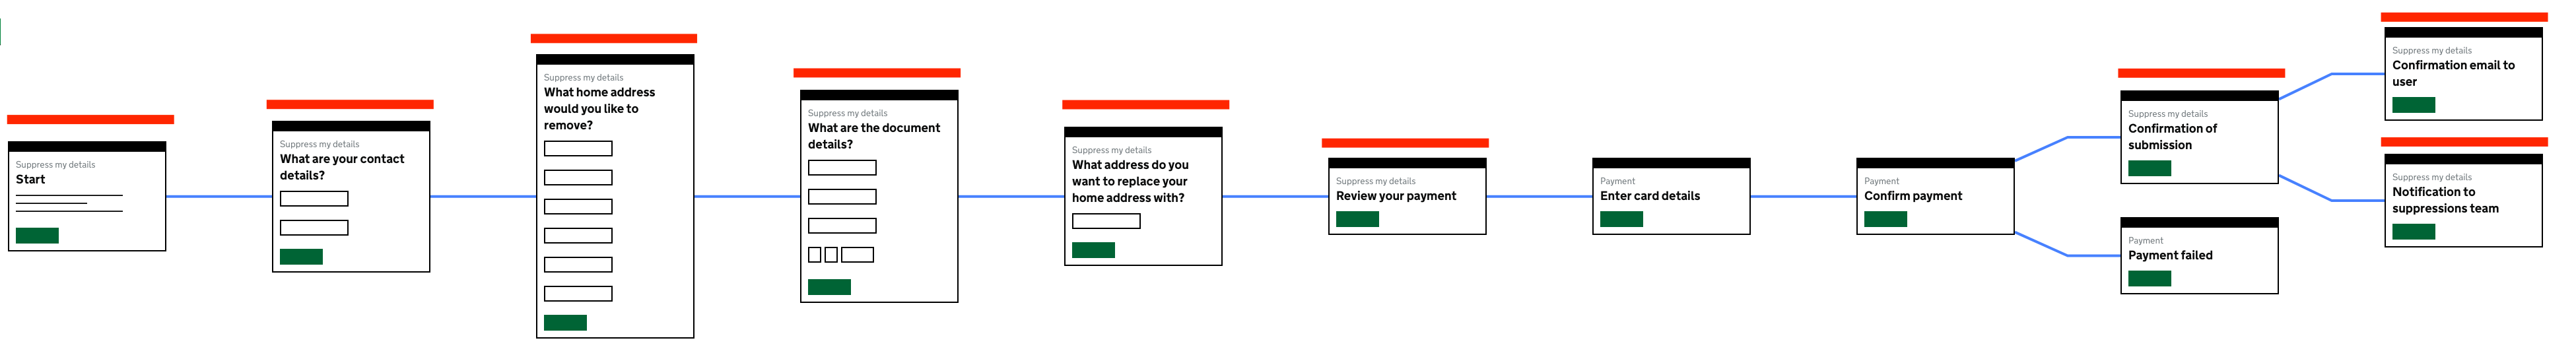 Suppress my details
Start
Suppress my details
What are your contact
details?
Suppress my details
What home address
would you like to
remove?
Suppress my details
What are the document
details?
Suppress my details
What address do you
want to replace your
home address with?
Suppress my details
Review your payment
Payment
Enter card details
Payment
Confirm payment
Suppress my details
Confirmation of
submission
Payment
Payment failed
Suppress my details
Confirmation email to
user
Suppress my details
Notification to
suppressions team